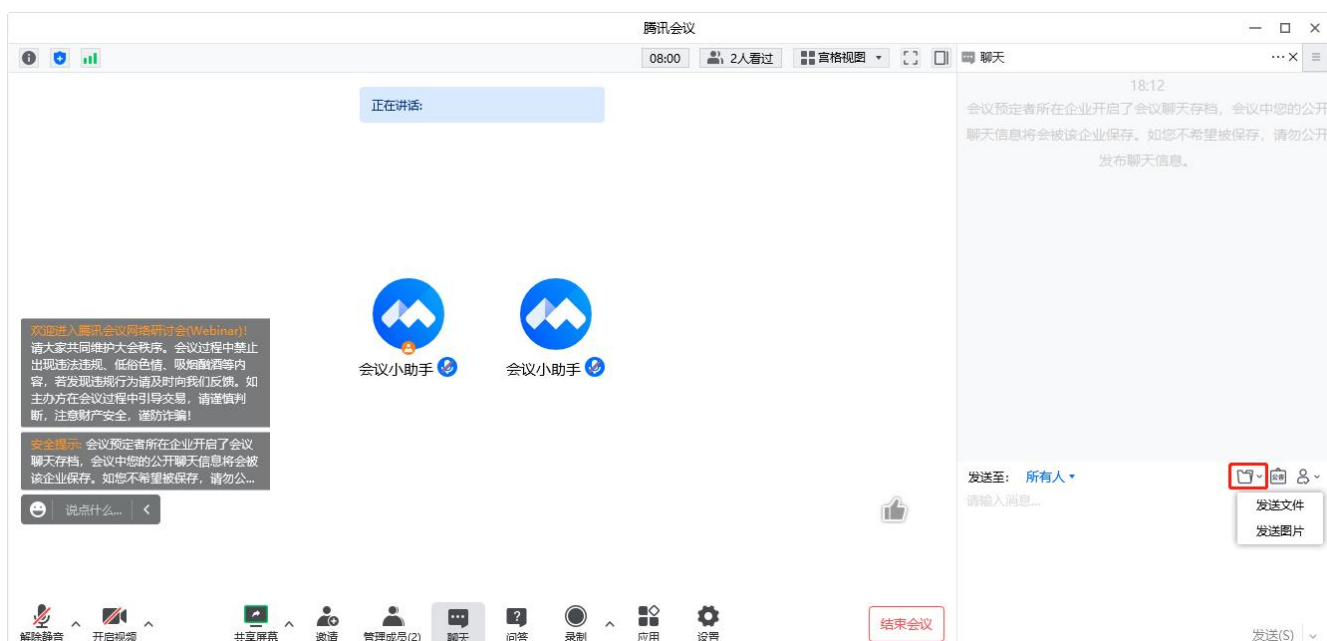 腾讯会议
08:00
2人看过
宫格视图
聊天
18:12
会议预定者所在企业开启了会议聊天存档，会议中您的公开
聊天信息将会被该企业保存。如您不希望被保存，请勿公开
发布聊天信息。
正在讲话:
会议小助手
会议小助手
欢迎进入腾讯会议网络研讨会(Webinar)!
请大家共同维护大会秩序。会议过程中禁止
出现违法违规、低俗色情、吸烟酗酒等内
容，若发现违规行为请及时向我们反馈。如
主办方在会议过程中引导交易，请谨慎判
断，注意财产安全，谨防诈骗!
安全提示: 会议预定者所在企业开启了会议
聊天存档，会议中您的公开聊天信息将会被
该企业保存。如您不希望被保存，请勿公...
说点什么...
发送至: 所有人
公告
请输入消息...
发送文件
发送图片
解除静音
开启视频
共享屏幕
邀请
管理成员(2)
聊天
问答
录制
应用
设置
结束会议
发送(S)